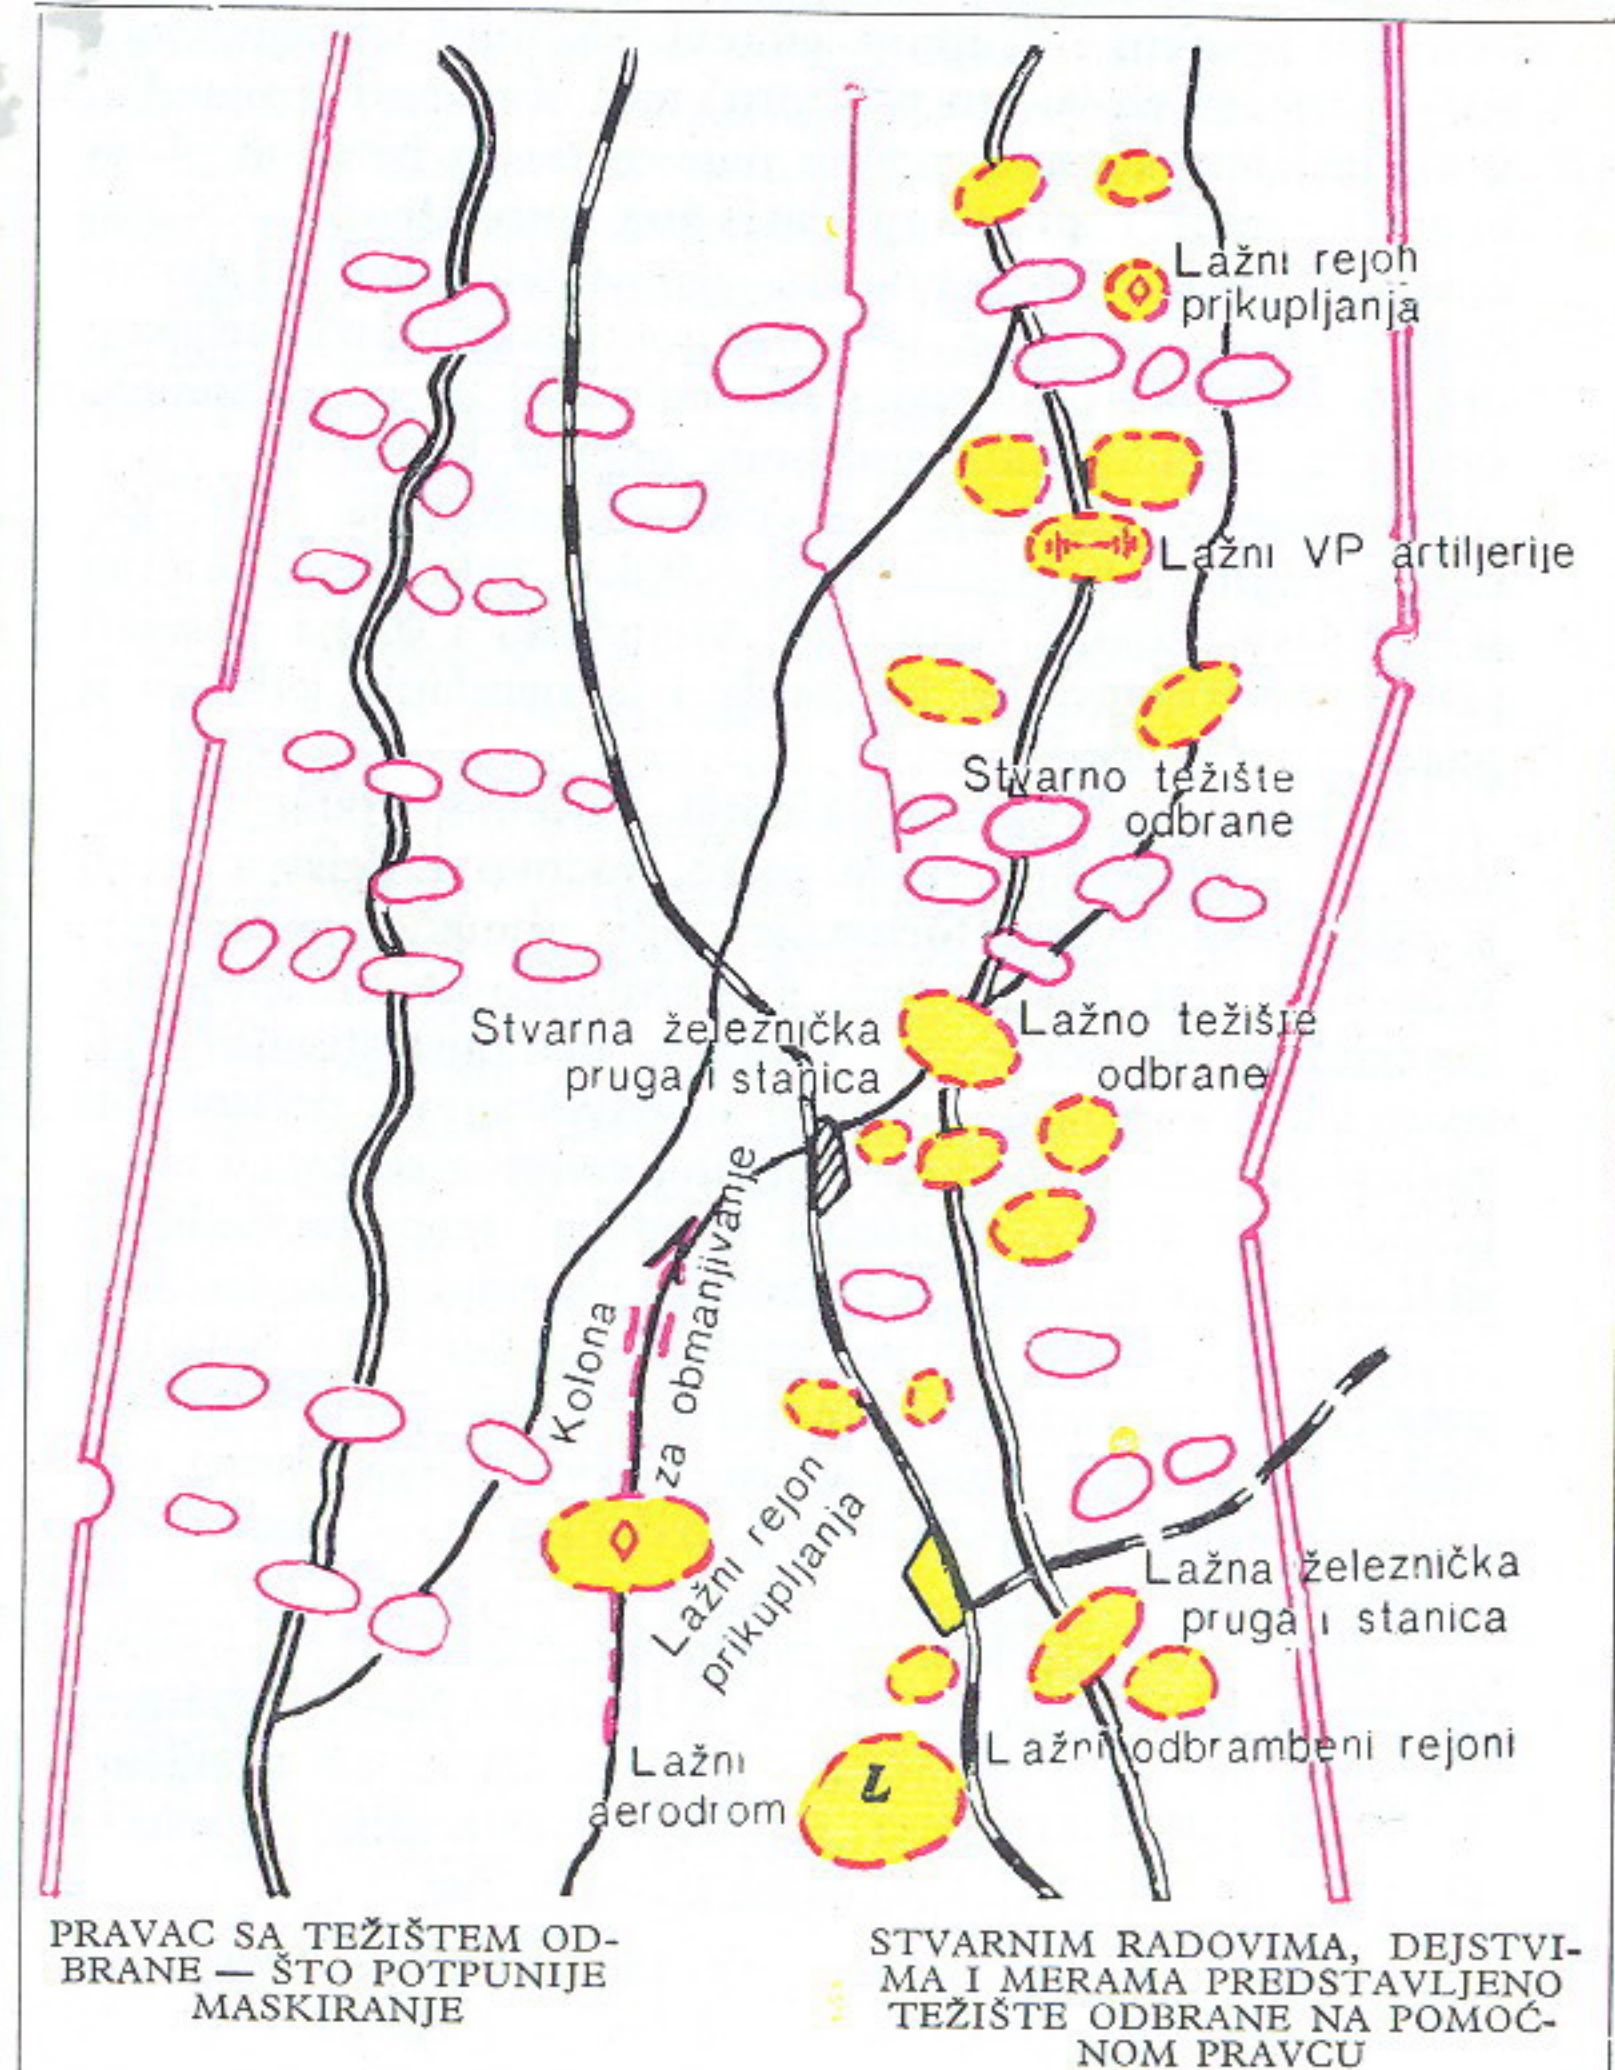 Lažni rejon
prikupljanja
Lažni VP artiljerije
Stvarno težište
odbrane
Stvarna železnička
pruga i stanica
Lažno težište
odbrane
Kolona
za obmanjivanje
Lažni rejon
prikupljanja
Lažna železnička
pruga i stanica
Lažni odbrambeni rejoni
Lažni
aerodrom
L
PRAVAC SA TEŽIŠTEM OD-
BRANE — ŠTO POTPUNIJE
MASKIRANJE
STVARNIM RADOVIMA, DEJSTVI-
MA I MERAMA PREDSTAVLJENO
TEŽIŠTE ODBRANE NA POMOĆ-
NOM PRAVCU